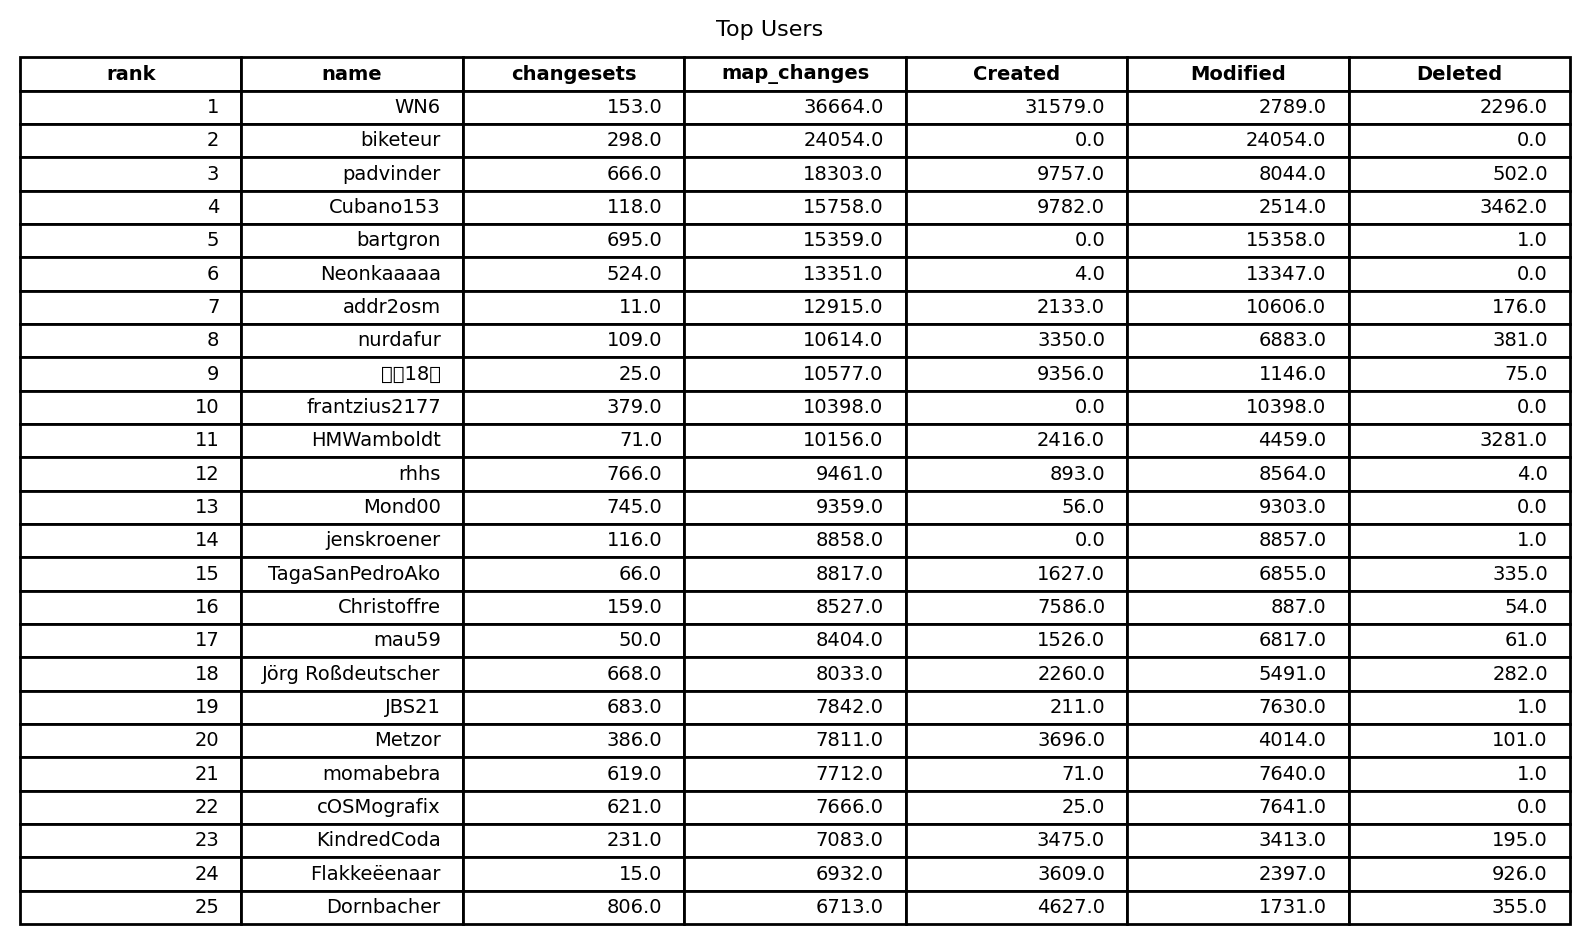 Top Users
rank name changesets map_changes Created Modified Deleted
1 WN6 153.0 36664.0 31579.0 2789.0 2296.0
2 biketeur 298.0 24054.0 0.0 24054.0 0.0
3 padvinder 666.0 18303.0 9757.0 8044.0 502.0
4 Cubano153 118.0 15758.0 9782.0 2514.0 3462.0
5 bartgron 695.0 15359.0 0.0 15358.0 1.0
6 Neonkaaaaa 524.0 13351.0 4.0 13347.0 0.0
7 addr2osm 11.0 12915.0 2133.0 10606.0 176.0
8 nurdafur 109.0 10614.0 3350.0 6883.0 381.0
9 18 25.0 10577.0 9356.0 1146.0 75.0
10 frantzius2177 379.0 10398.0 0.0 10398.0 0.0
11 HMWamboldt 71.0 10156.0 2416.0 4459.0 3281.0
12 rhhs 766.0 9461.0 893.0 8564.0 4.0
13 Mond00 745.0 9359.0 56.0 9303.0 0.0
14 jenskroener 116.0 8858.0 0.0 8857.0 1.0
15 TagaSanPedroAko 66.0 8817.0 1627.0 6855.0 335.0
16 Christoffre 159.0 8527.0 7586.0 887.0 54.0
17 mau59 50.0 8404.0 1526.0 6817.0 61.0
18 Jörg Roßdeutscher 668.0 8033.0 2260.0 5491.0 282.0
19 JBS21 683.0 7842.0 211.0 7630.0 1.0
20 Metzor 386.0 7811.0 3696.0 4014.0 101.0
21 momabebra 619.0 7712.0 71.0 7640.0 1.0
22 cOSMografix 621.0 7666.0 25.0 7641.0 0.0
23 KindredCoda 231.0 7083.0 3475.0 3413.0 195.0
24 Flakkeëenaar 15.0 6932.0 3609.0 2397.0 926.0
25 Dornbacher 806.0 6713.0 4627.0 1731.0 355.0